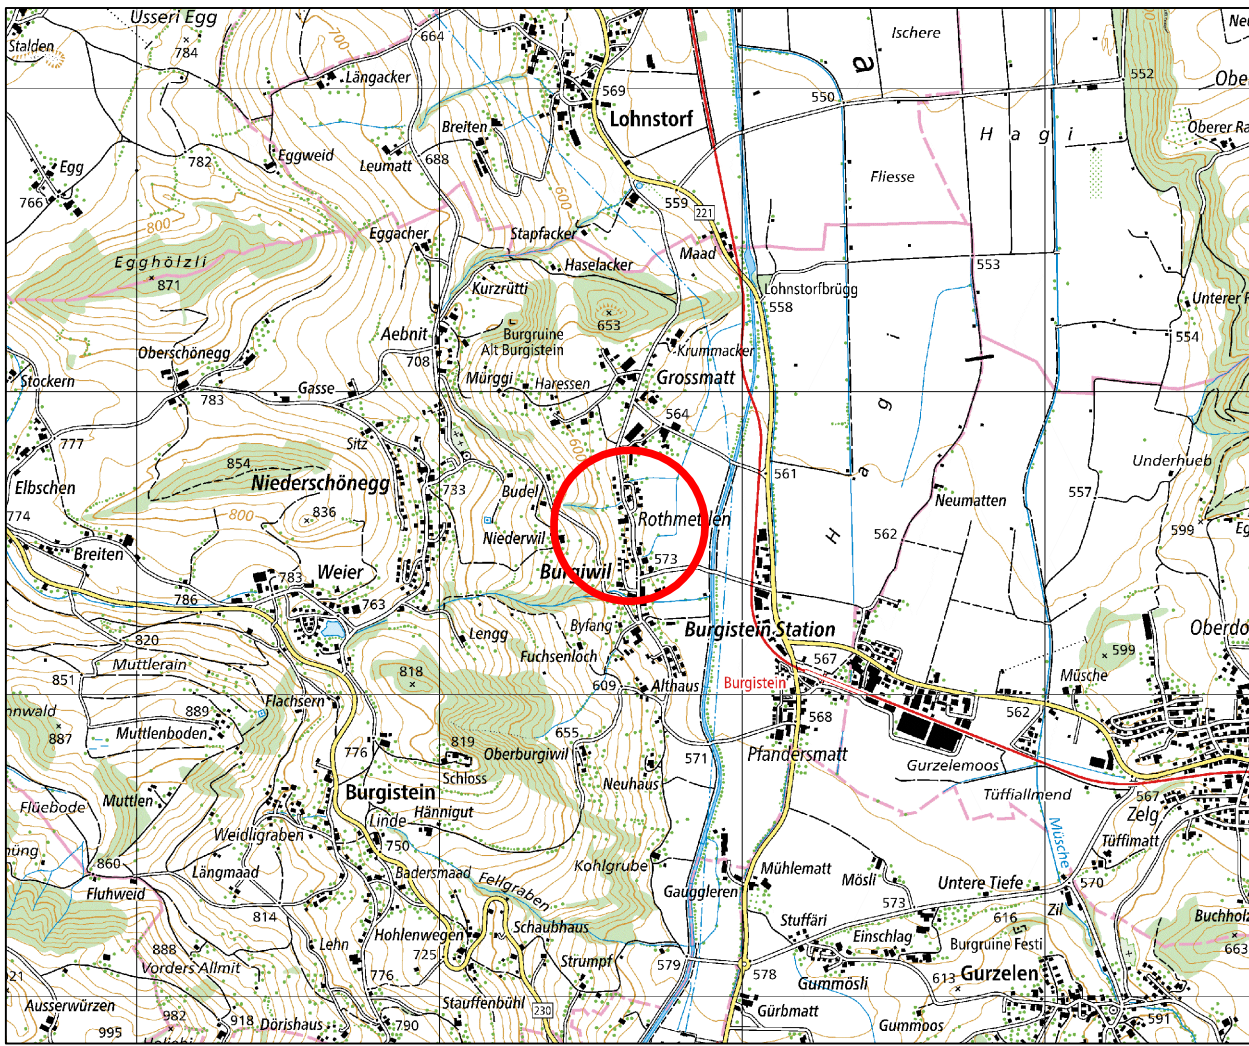 Usseri Egg
784
Stalden
700
664
Längacker
569
Lohnstorf
Ischere
a
552
550
Breiten
Hagi
Oberer Ra
Egg
782
Eggweid
Leumatt
688
Fliesse
766
800
600
559
221
Eggacher
Stapfacker
Maad
Egghölzli
871
Haselacker
553
Kurzrütti
Lohnstorfbrügg
558
653
Aebnit
Burgruine
Alt Burgistein
i
554
Oberschönegg
708
Krummacker
g
Stockern
Gasse
Mürggi
Haressen
Grossmatt
783
a
564
777
Sitz
600
854
561
Underhueb
Elbschen
Niederschönegg
733
Budel
Neumatten
557
774
800
836
Rothmettlen
H
562
599
Niederwil
Breiten
783
Weier
Burgiwil
573
786
763
820
Lengg
Byfang
Burgistein Station
Oberdo
Muttlerain
818
Fuchsenloch
567
599
851
609
Althaus
Burgistein
Müsche
Flachsern
889
568
562
nnwald
887
Muttlenboden
776
819
655
Oberburgiwil
571
Pfandersmatt
Schloss
Gurzelemoos
Flüebode
Muttlen
Burgistein
Neuhaus
Tüffiallmend
567
Hännigut
Zelg
Linde
Weidligraben
750
Müsche
Tüffimatt
860
Kohlgrube
Mühlematt
Längmaad
Badersmaad
Fellgraben
Gauggleren
Mösli
Untere Tiefe
570
Fluhweid
814
573
Zil
Stuffäri
616
Buchholz
Hohlenwegen
Schaubhaus
Einschlag
Burgruine Festi
888
Lehn
725
663
Vorders Allmit
776
Strumpf
579
578
613
Gurzelen
Gummösli
Ausserwürzen
982
Stauffenbühl
230
Gürbmatt
591
995
918
Dörishaus
790
Gummoos